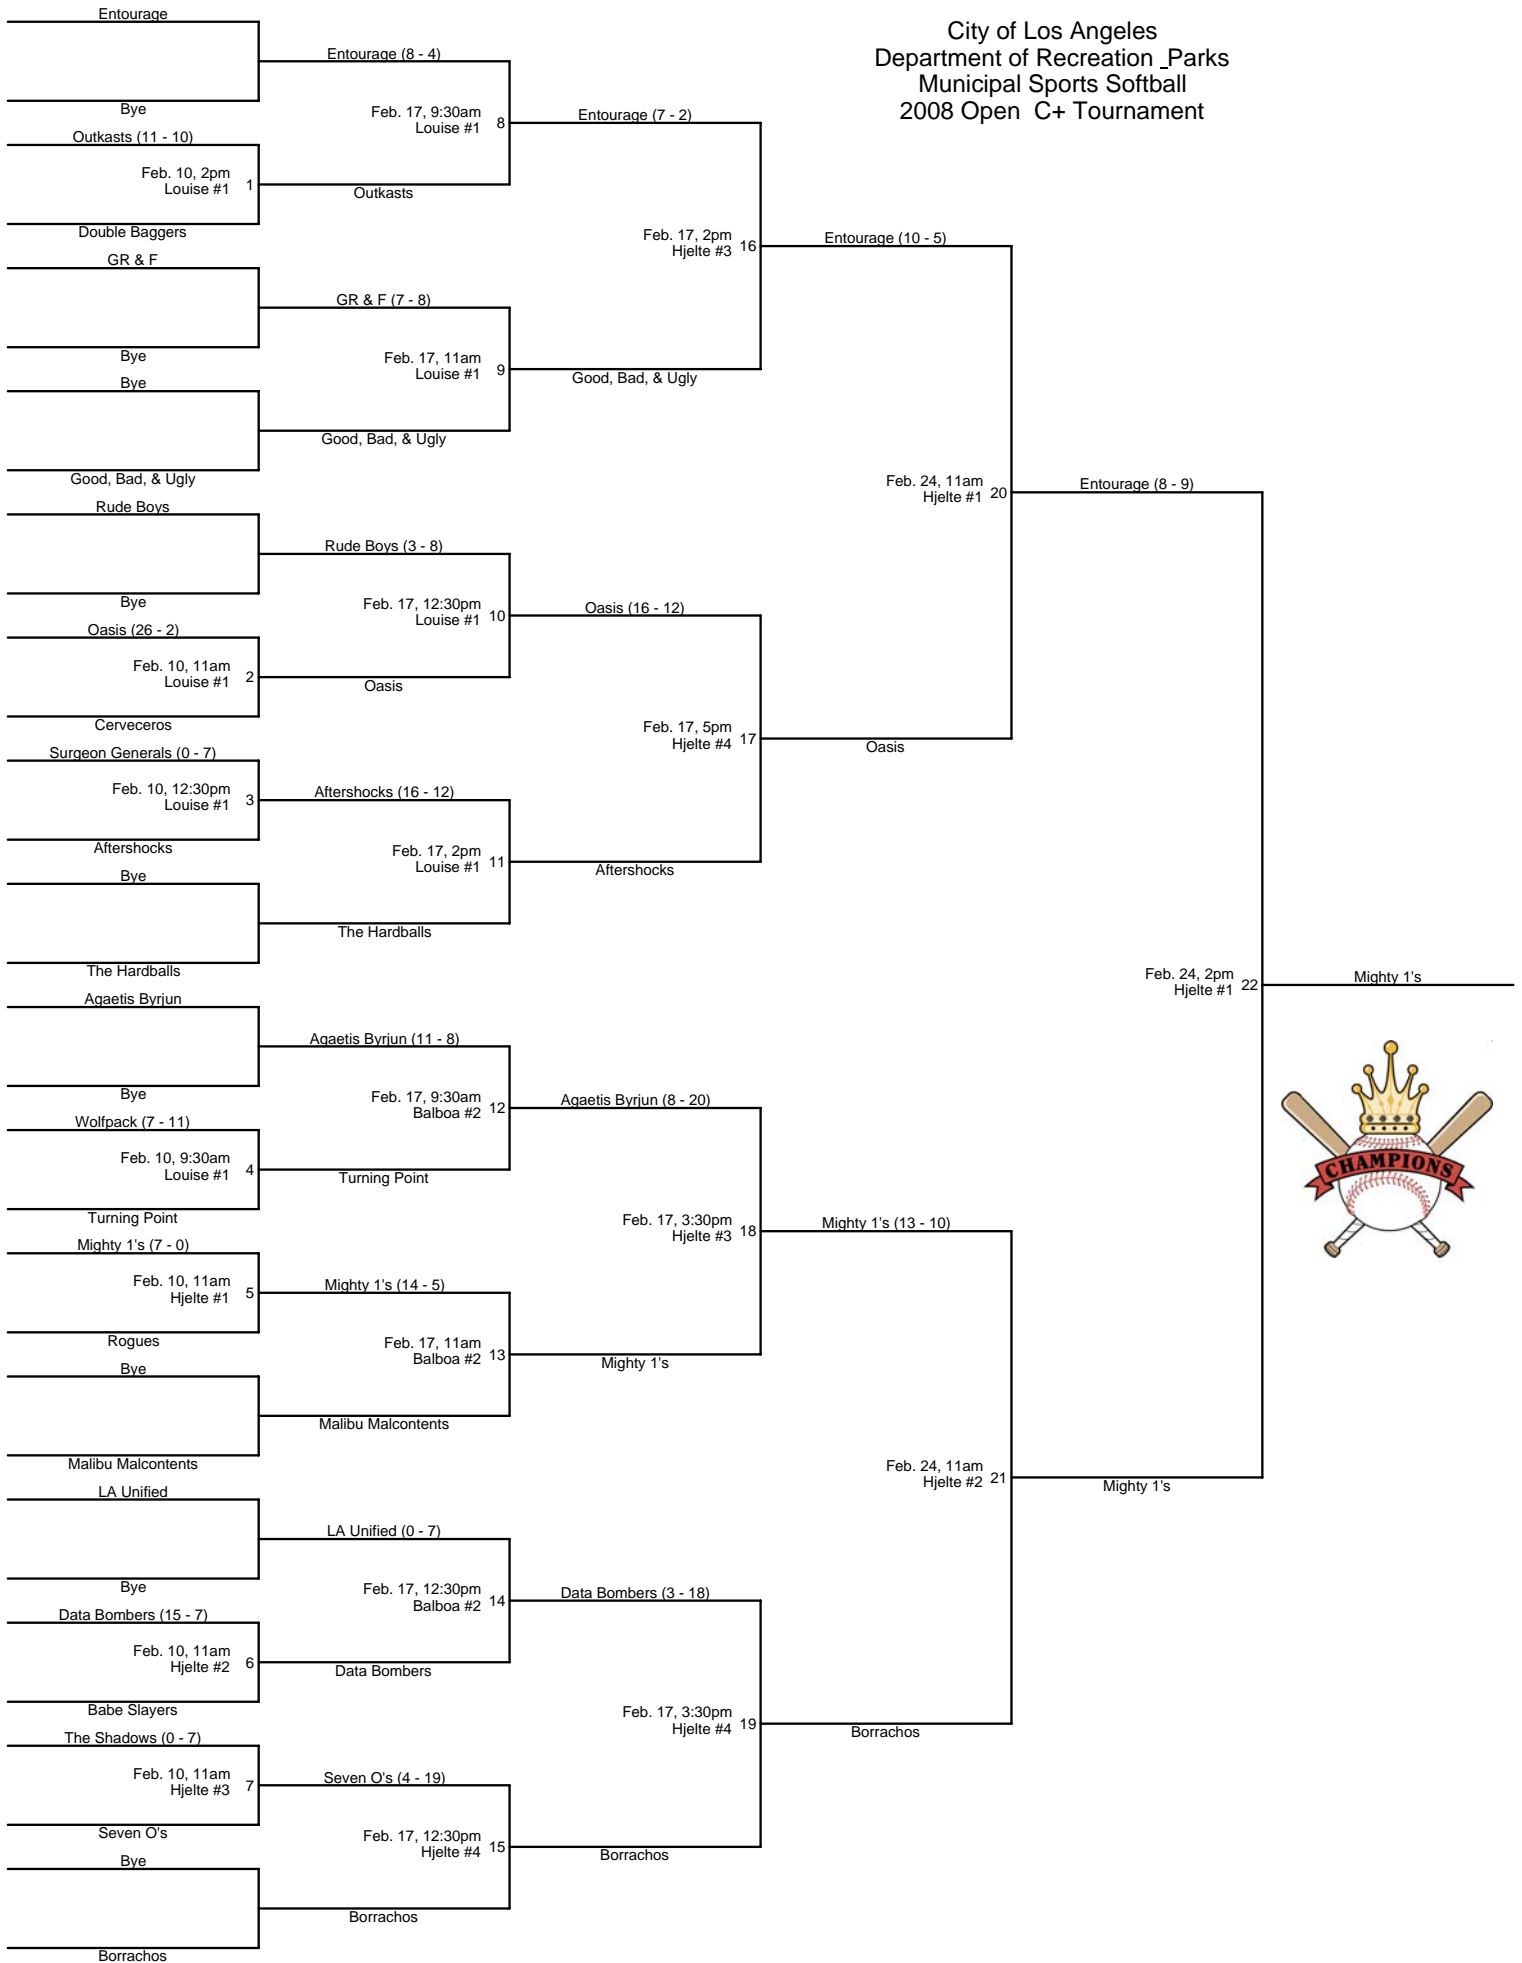 City of Los Angeles
Department of Recreation _Parks
Municipal Sports Softball
2008 Open C+ Tournament
Entourage
Bye
Outkasts (11 - 10)
Feb. 10, 2pm
Louise #1 1
Double Baggers
GR & F
Bye
Bye
Good, Bad, & Ugly
Rude Boys
Bye
Oasis (26 - 2)
Feb. 10, 11am
Louise #1 2
Cerveceros
Surgeon Generals (0 - 7)
Feb. 10, 12:30pm
Louise #1 3
Aftershocks
Bye
The Hardballs
Agaetis Byrjun
Bye
Wolfpack (7 - 11)
Feb. 10, 9:30am
Louise #1 4
Turning Point
Mighty 1's (7 - 0)
Feb. 10, 11am
Hjelte #1 5
Rogues
Bye
Malibu Malcontents
LA Unified
Bye
Data Bombers (15 - 7)
Feb. 10, 11am
Hjelte #2 6
Babe Slayers
The Shadows (0 - 7)
Feb. 10, 11am
Hjelte #3 7
Seven O's
Bye
Borrachos
Entourage (8 - 4)
Feb. 17, 9:30am
Louise #1 8
Outkasts
GR & F (7 - 8)
Feb. 17, 11am
Louise #1 9
Good, Bad, & Ugly
Rude Boys (3 - 8)
Feb. 17, 12:30pm
Louise #1 10
Oasis
Aftershocks (16 - 12)
Feb. 17, 2pm
Louise #1 11
The Hardballs
Agaetis Byrjun (11 - 8)
Feb. 17, 9:30am
Balboa #2 12
Turning Point
Mighty 1's (14 - 5)
Feb. 17, 11am
Balboa #2 13
Malibu Malcontents
LA Unified (0 - 7)
Feb. 17, 12:30pm
Balboa #2 14
Data Bombers
Seven O's (4 - 19)
Feb. 17, 12:30pm
Hjelte #4 15
Borrachos
Entourage (7 - 2)
Feb. 17, 2pm
Hjelte #3 16
Good, Bad, & Ugly
Oasis (16 - 12)
Feb. 17, 5pm
Hjelte #4 17
Aftershocks
Agaetis Byrjun (8 - 20)
Feb. 17, 3:30pm
Hjelte #3 18
Mighty 1's
Data Bombers (3 - 18)
Feb. 17, 3:30pm
Hjelte #4 19
Borrachos
Entourage (10 - 5)
Feb. 24, 11am
Hjelte #1 20
Oasis
Mighty 1's (13 - 10)
Feb. 24, 11am
Hjelte #2 21
Borrachos
Entourage (8 - 9)
Feb. 24, 2pm
Hjelte #1 22
Mighty 1's
Mighty 1's
CHAMPIONS